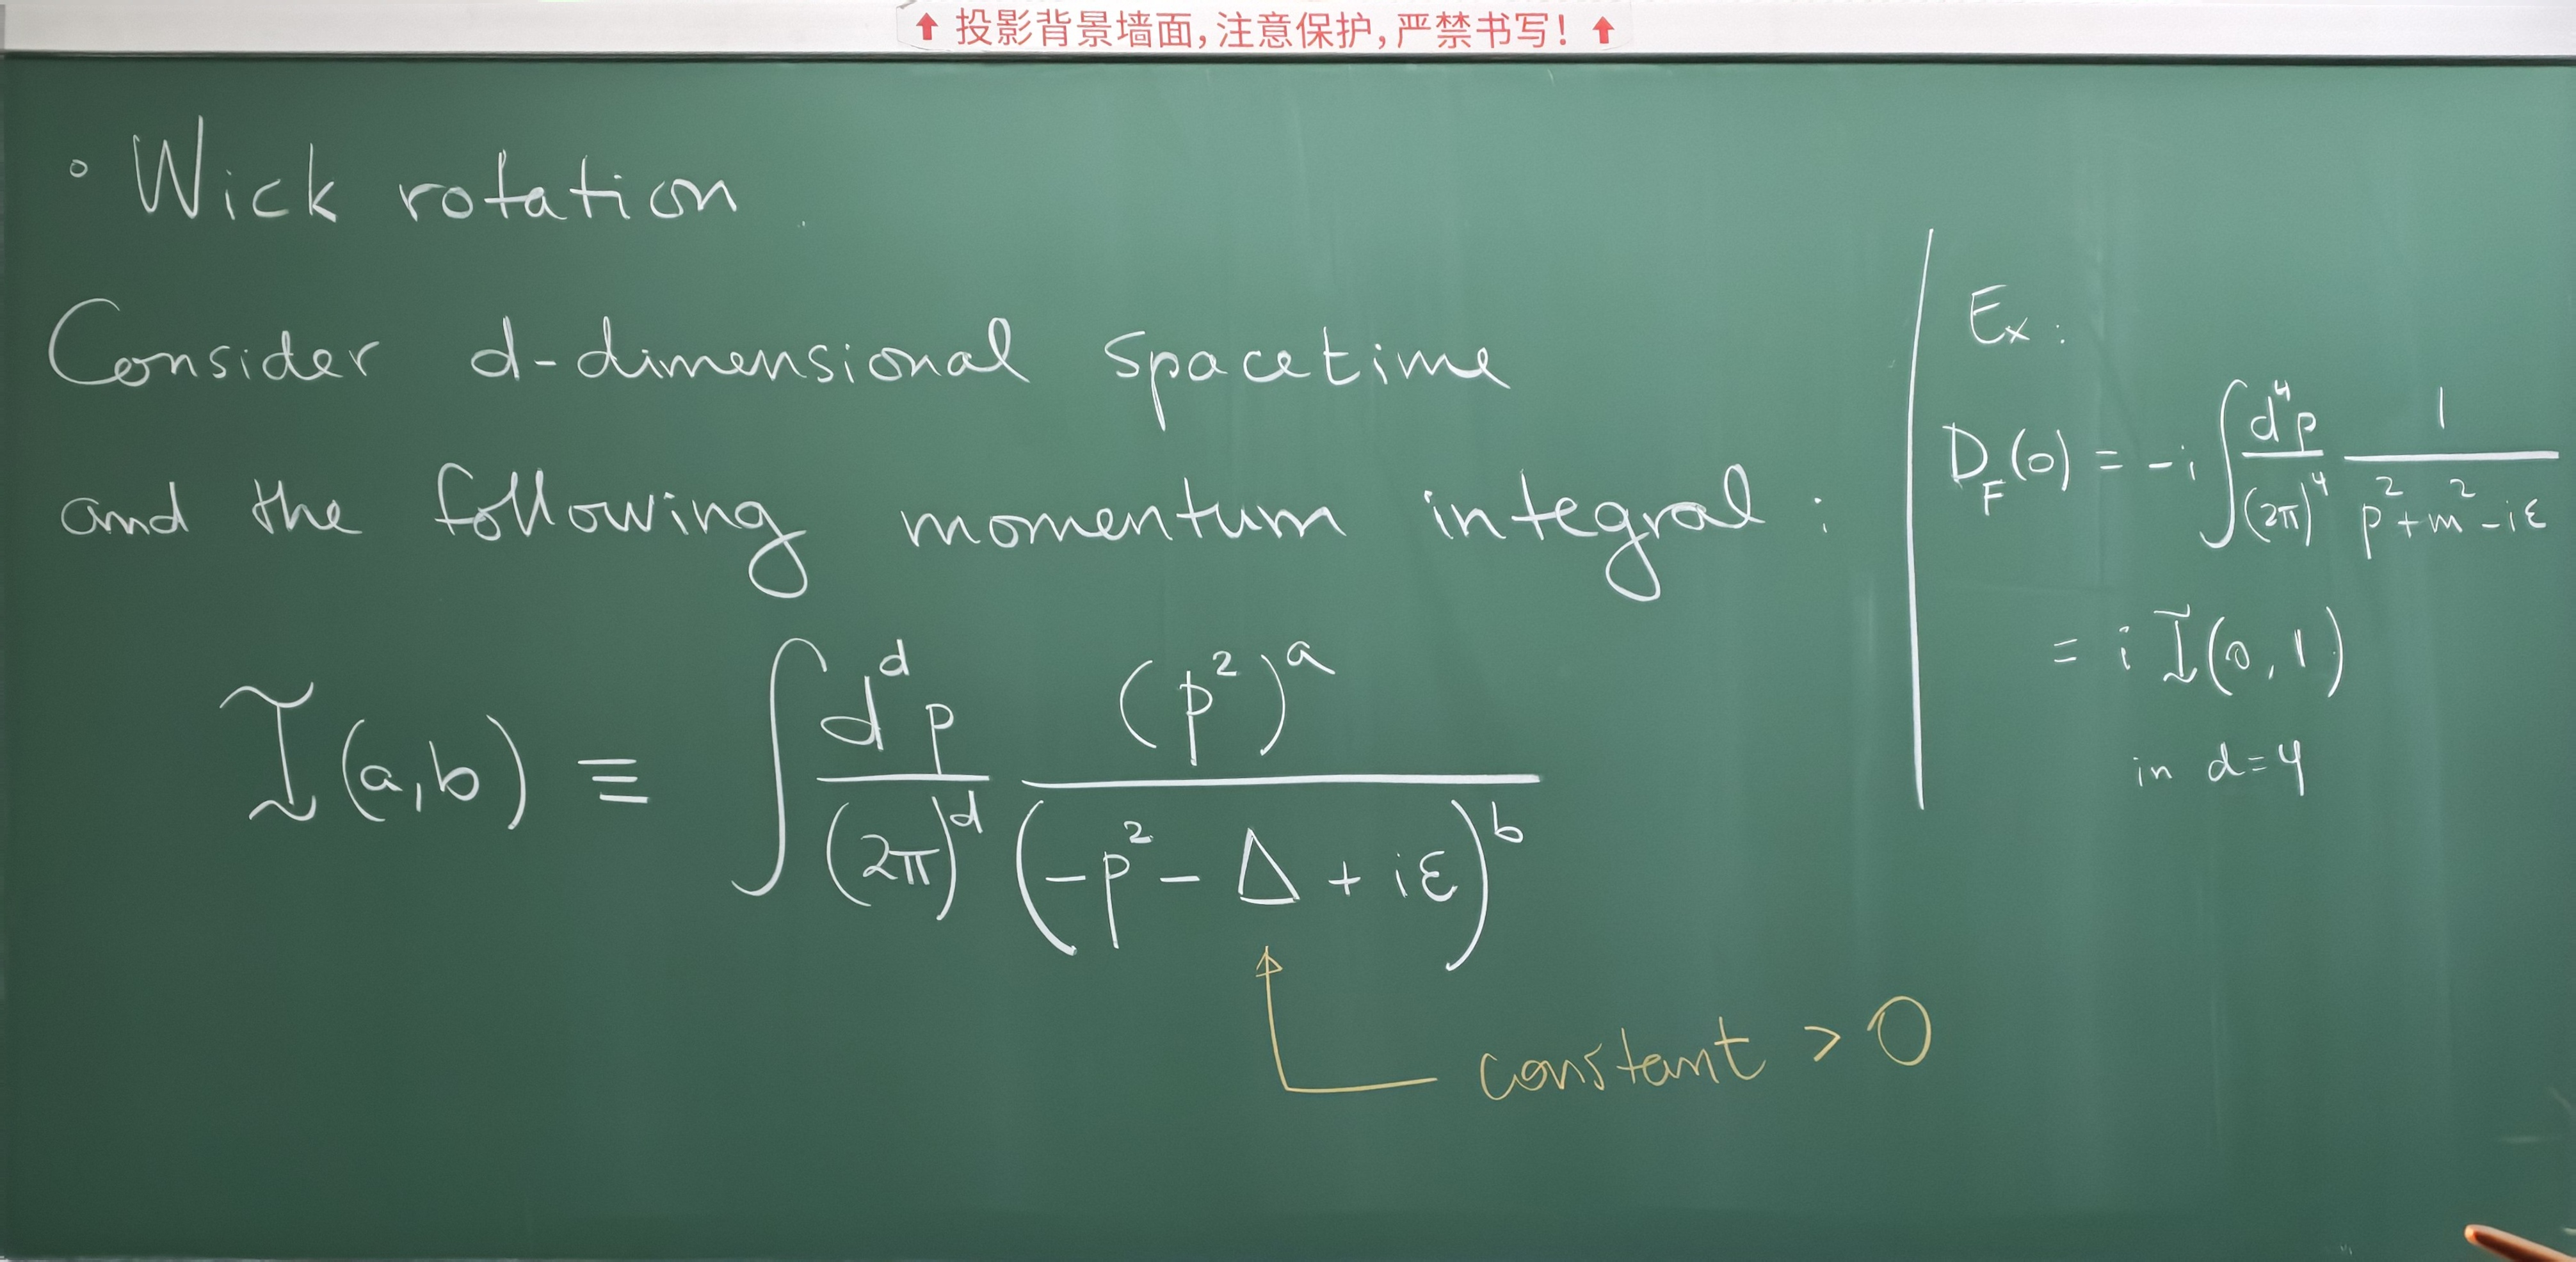 ↑ 投影背景墙面,注意保护,严禁书写! ↑
◦ Wick rotation
Consider d-dimensional spacetime
and the following momentum integral :
Ĩ(a,b) ≡ ∫ d^d p/(2π)^d (p²)^a/(-p² - Δ + iε)^b
constant > 0
Ex :
D_F(0) = -i ∫ d⁴p/(2π)⁴ 1/(p²+m²-iε)
= i Ĩ(0,1)
in d=4